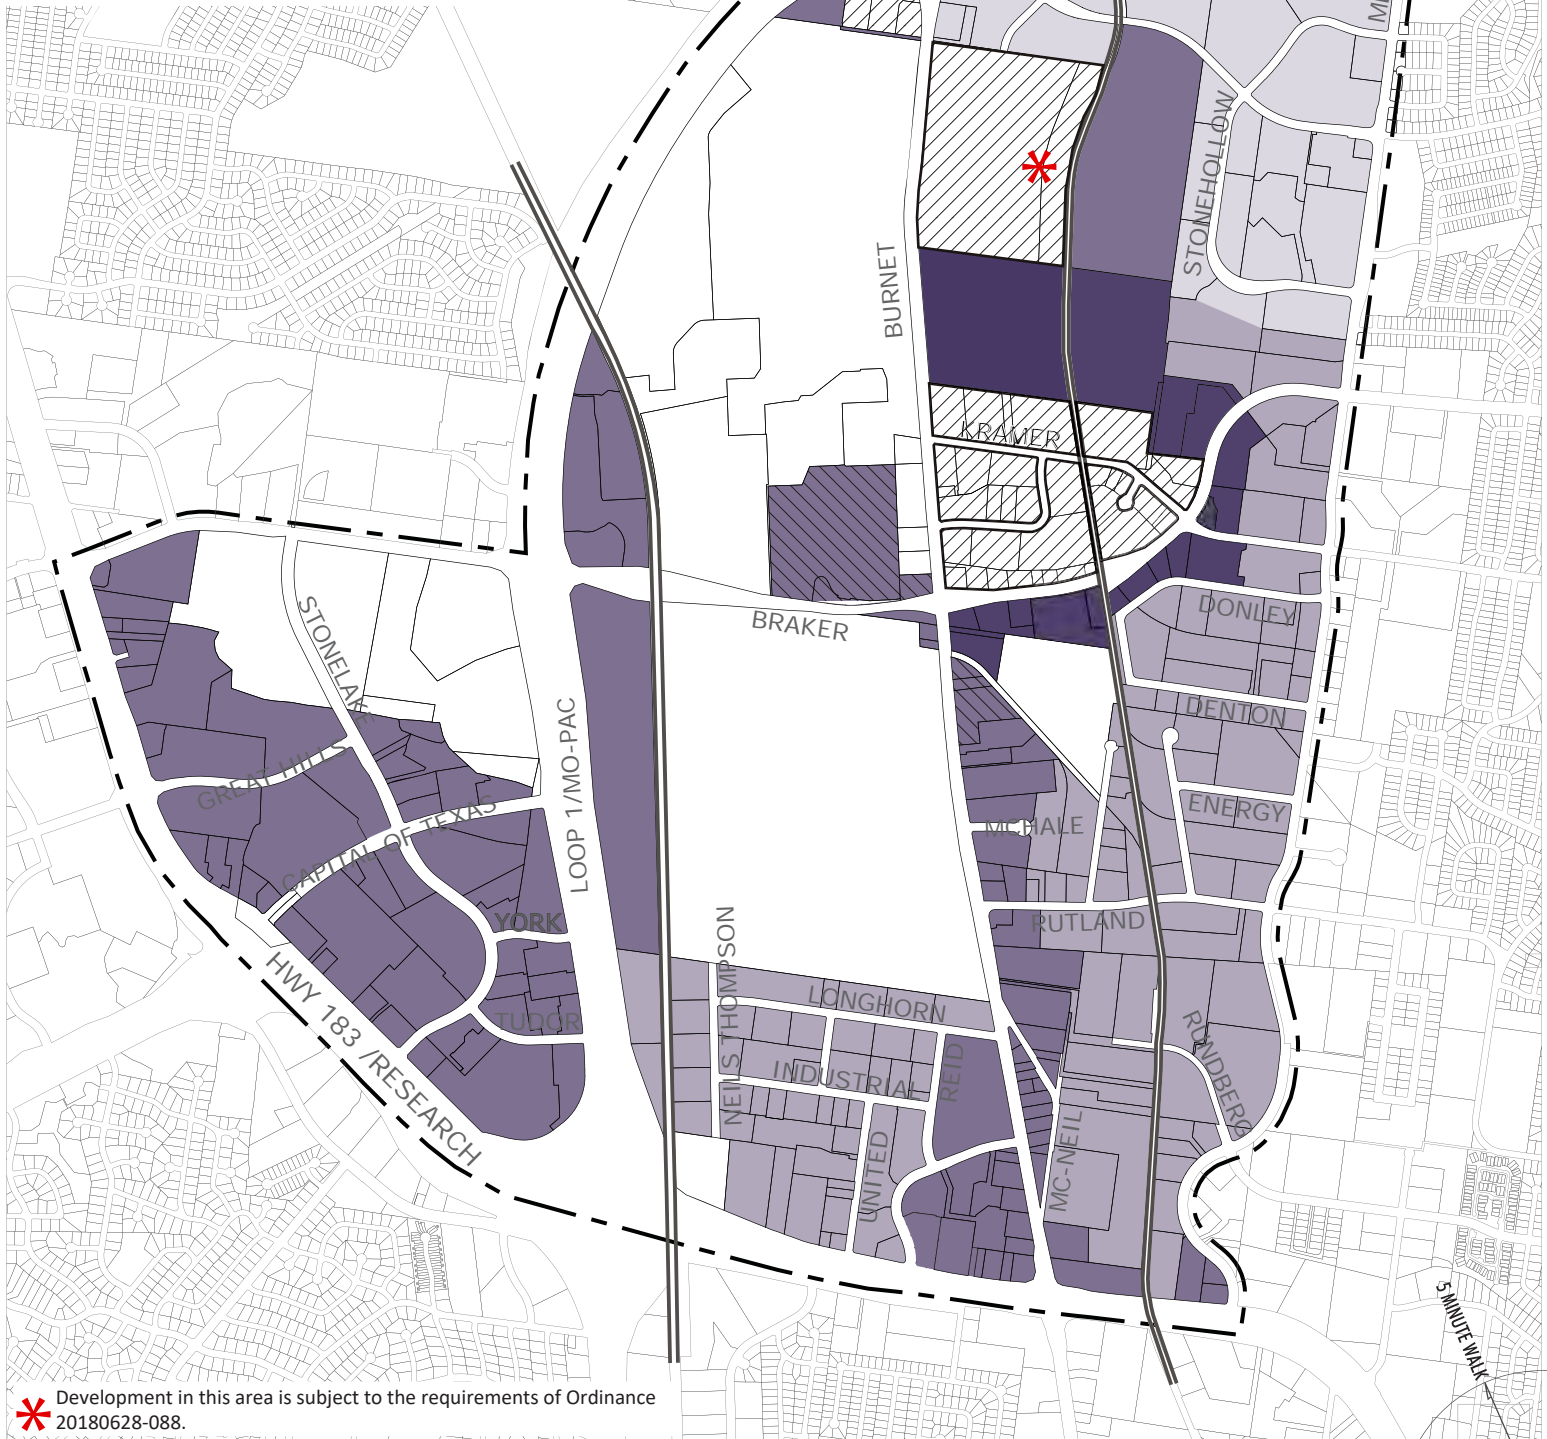 STONEHOLLOW
BURNET
KRAMER
DONLEY
BRAKER
STONELAKE
DENTON
LOOP 1/MO-PAC
GREAT HILLS
ENERGY
CAPITAL OF TEXAS
MCHALE
YORK
RUTLAND
HWY 183 /RESEARCH
NEILS THOMPSON
LONGHORN
TUDOR
RUNDBERG
REID
INDUSTRIAL
UNITED
MC-NEIL
5 MINUTE WALK
Development in this area is subject to the requirements of Ordinance
20180628-088.